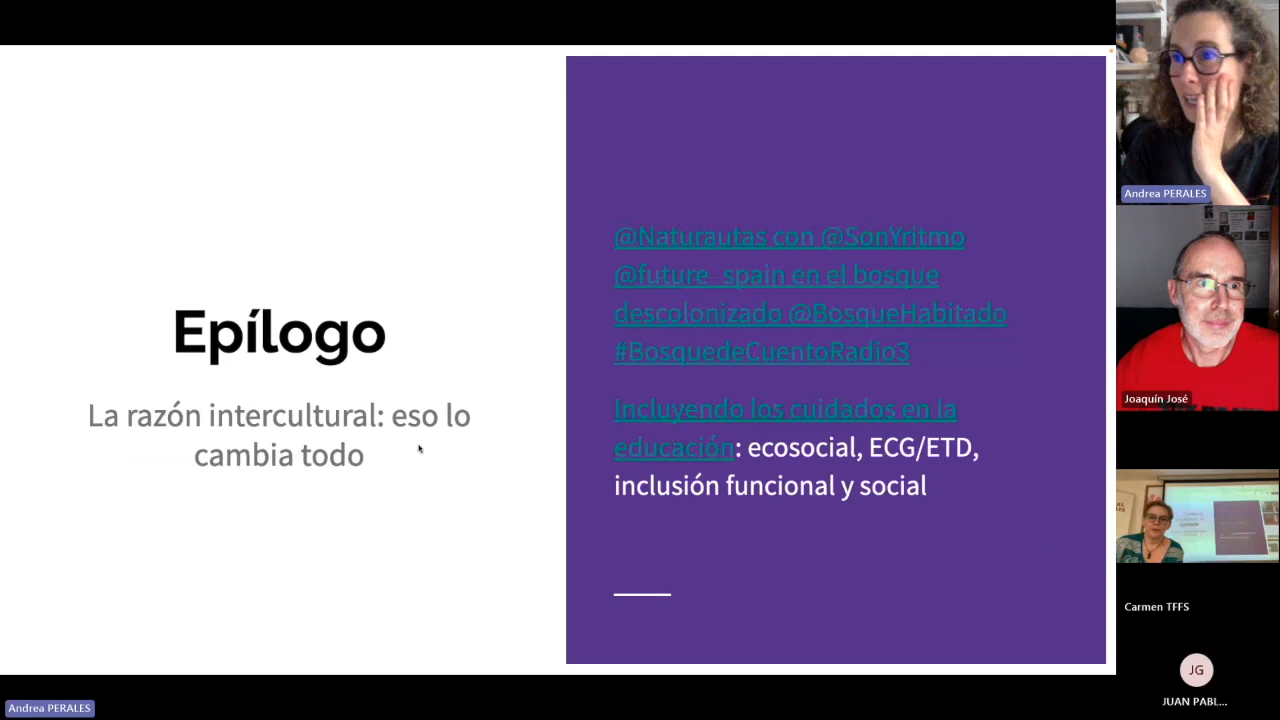 Epílogo
La razón intercultural: eso lo
cambia todo
@Naturautas con @SonYritmo
@future_spain en el bosque
descolonizado @BosqueHabitado
#BosquedeCuentoRadio3
Incluyendo los cuidados en la
educación: ecosocial, ECG/ETD,
inclusión funcional y social
Andrea PERALES
Joaquín José
Carmen TFFS
JG
JUAN PABL...
Andrea PERALES